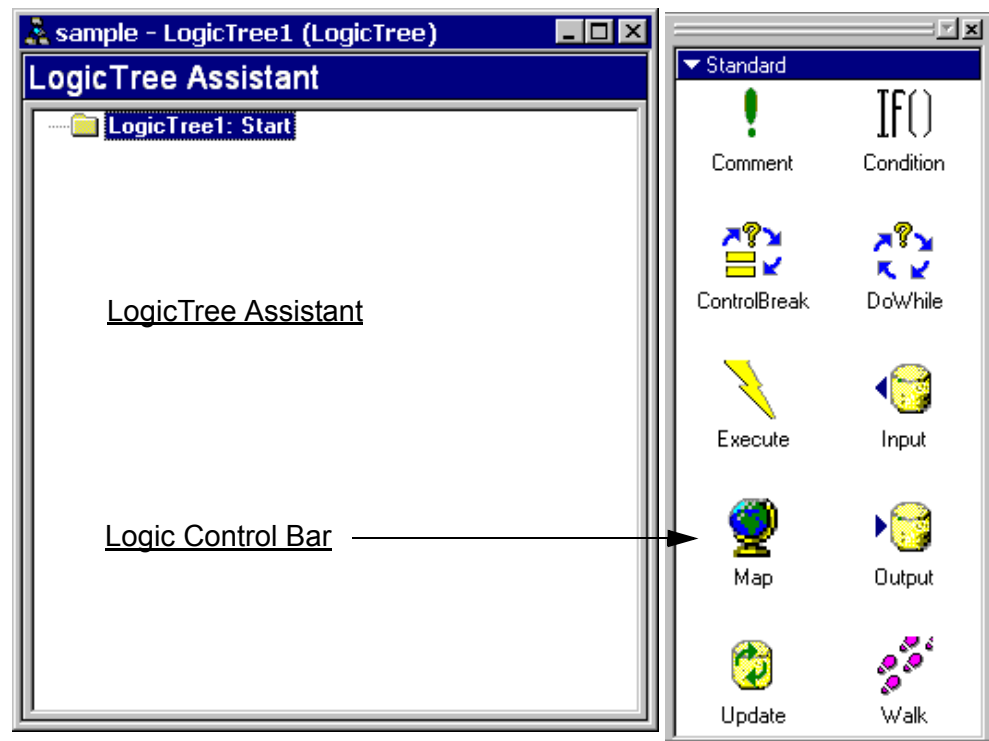 sample - LogicTree1 (LogicTree)
LogicTree Assistant
LogicTree1: Start
LogicTree Assistant
Logic Control Bar
Standard
Comment
IF()
Condition
ControlBreak
DoWhile
Execute
Input
Map
Output
Update
Walk